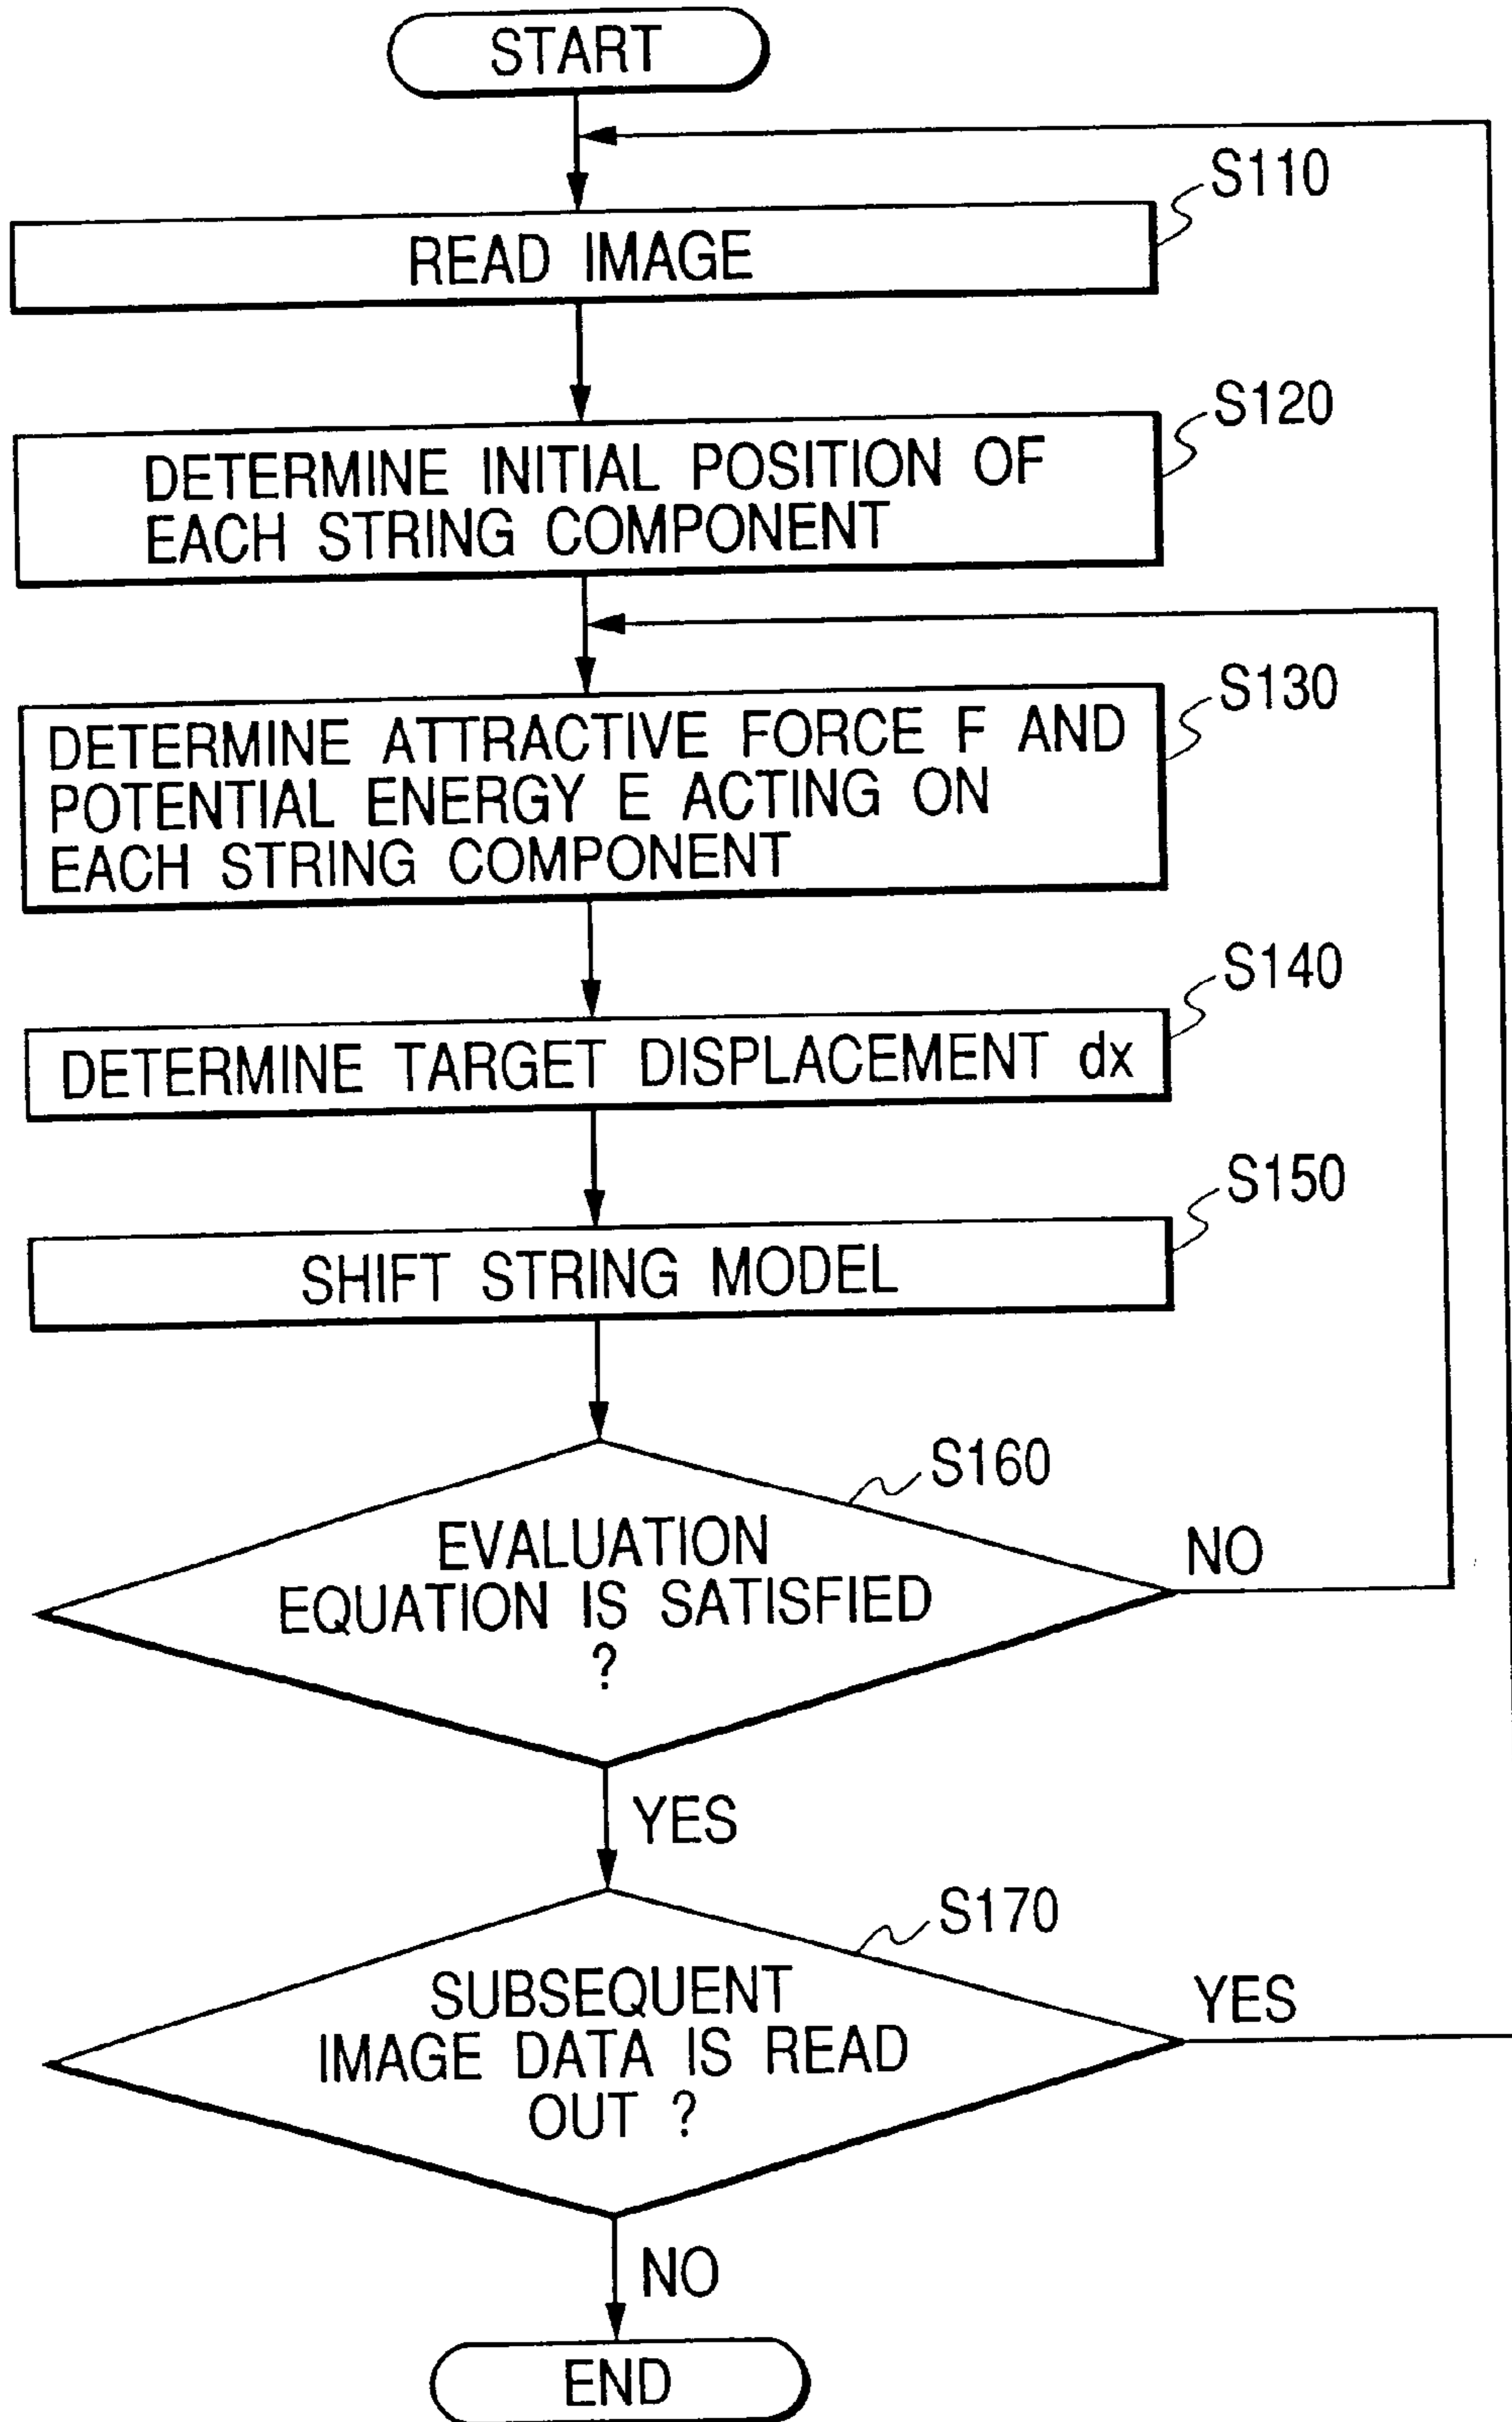 START
S110
READ IMAGE
S120
DETERMINE INITIAL POSITION OF
EACH STRING COMPONENT
S130
DETERMINE ATTRACTIVE FORCE F AND
POTENTIAL ENERGY E ACTING ON
EACH STRING COMPONENT
S140
DETERMINE TARGET DISPLACEMENT dx
S150
SHIFT STRING MODEL
S160
EVALUATION
EQUATION IS SATISFIED
?
NO
YES
S170
SUBSEQUENT
IMAGE DATA IS READ
OUT ?
YES
NO
END